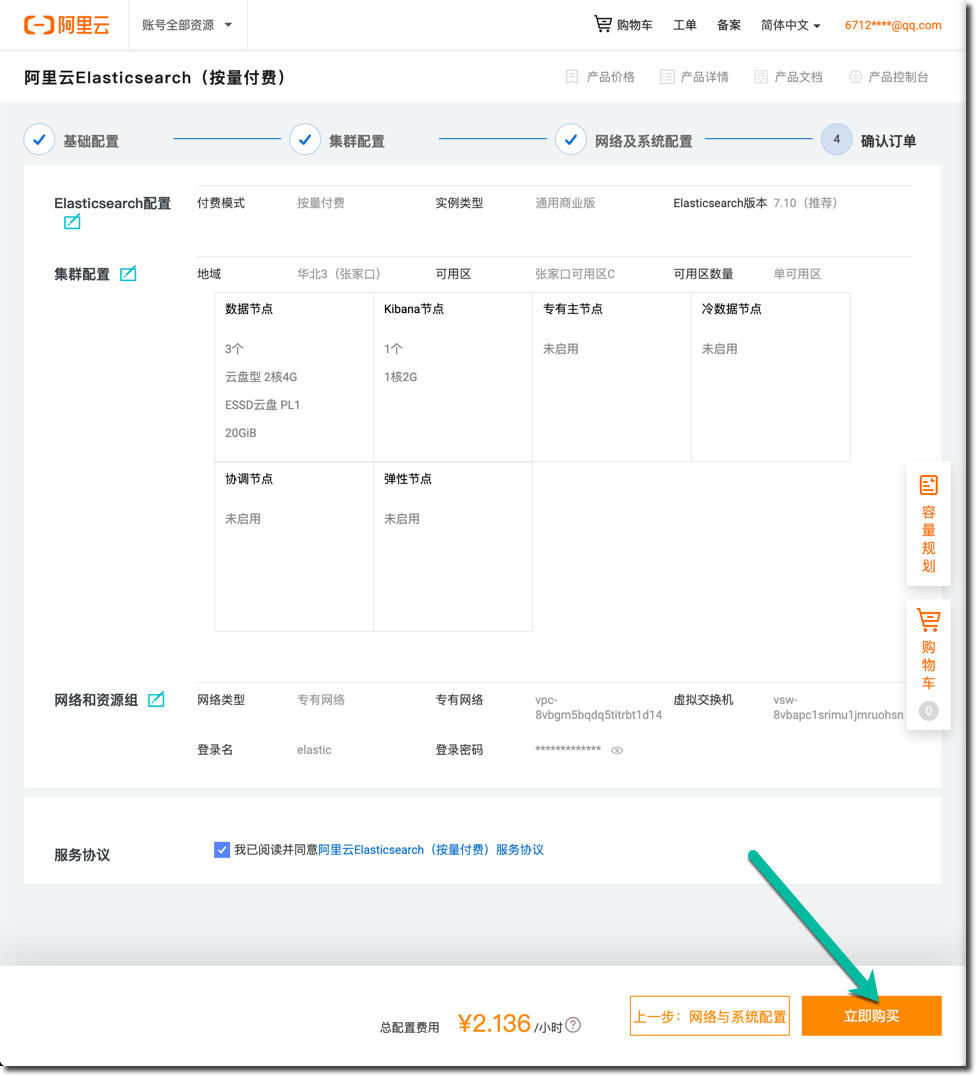 阿里云 账号全部资源 购物车 工单 备案 简体中文 6712****@qq.com
阿里云Elasticsearch（按量付费） 产品价格 产品详情 产品文档 产品控制台
基础配置 集群配置 网络及系统配置 4 确认订单
Elasticsearch配置 付费模式 按量付费 实例类型 通用商业版 Elasticsearch版本 7.10（推荐）
集群配置 地域 华北3（张家口） 可用区 张家口可用区C 可用区数量 单可用区
数据节点 Kibana节点 专有主节点 冷数据节点
3个 1个 未启用 未启用
云盘型 2核4G 1核2G
ESSD云盘 PL1
20GiB
协调节点 弹性节点
未启用 未启用
容量规划
购物车
0
网络和资源组 网络类型 专有网络 专有网络 vpc-8vbgm5bqdq5titrbt1d14 虚拟交换机 vsw-8vbapc1srimu1jmruohsn
登录名 elastic 登录密码 *************
服务协议 我已阅读并同意阿里云Elasticsearch（按量付费）服务协议
总配置费用 ¥2.136 /小时 上一步：网络与系统配置 立即购买